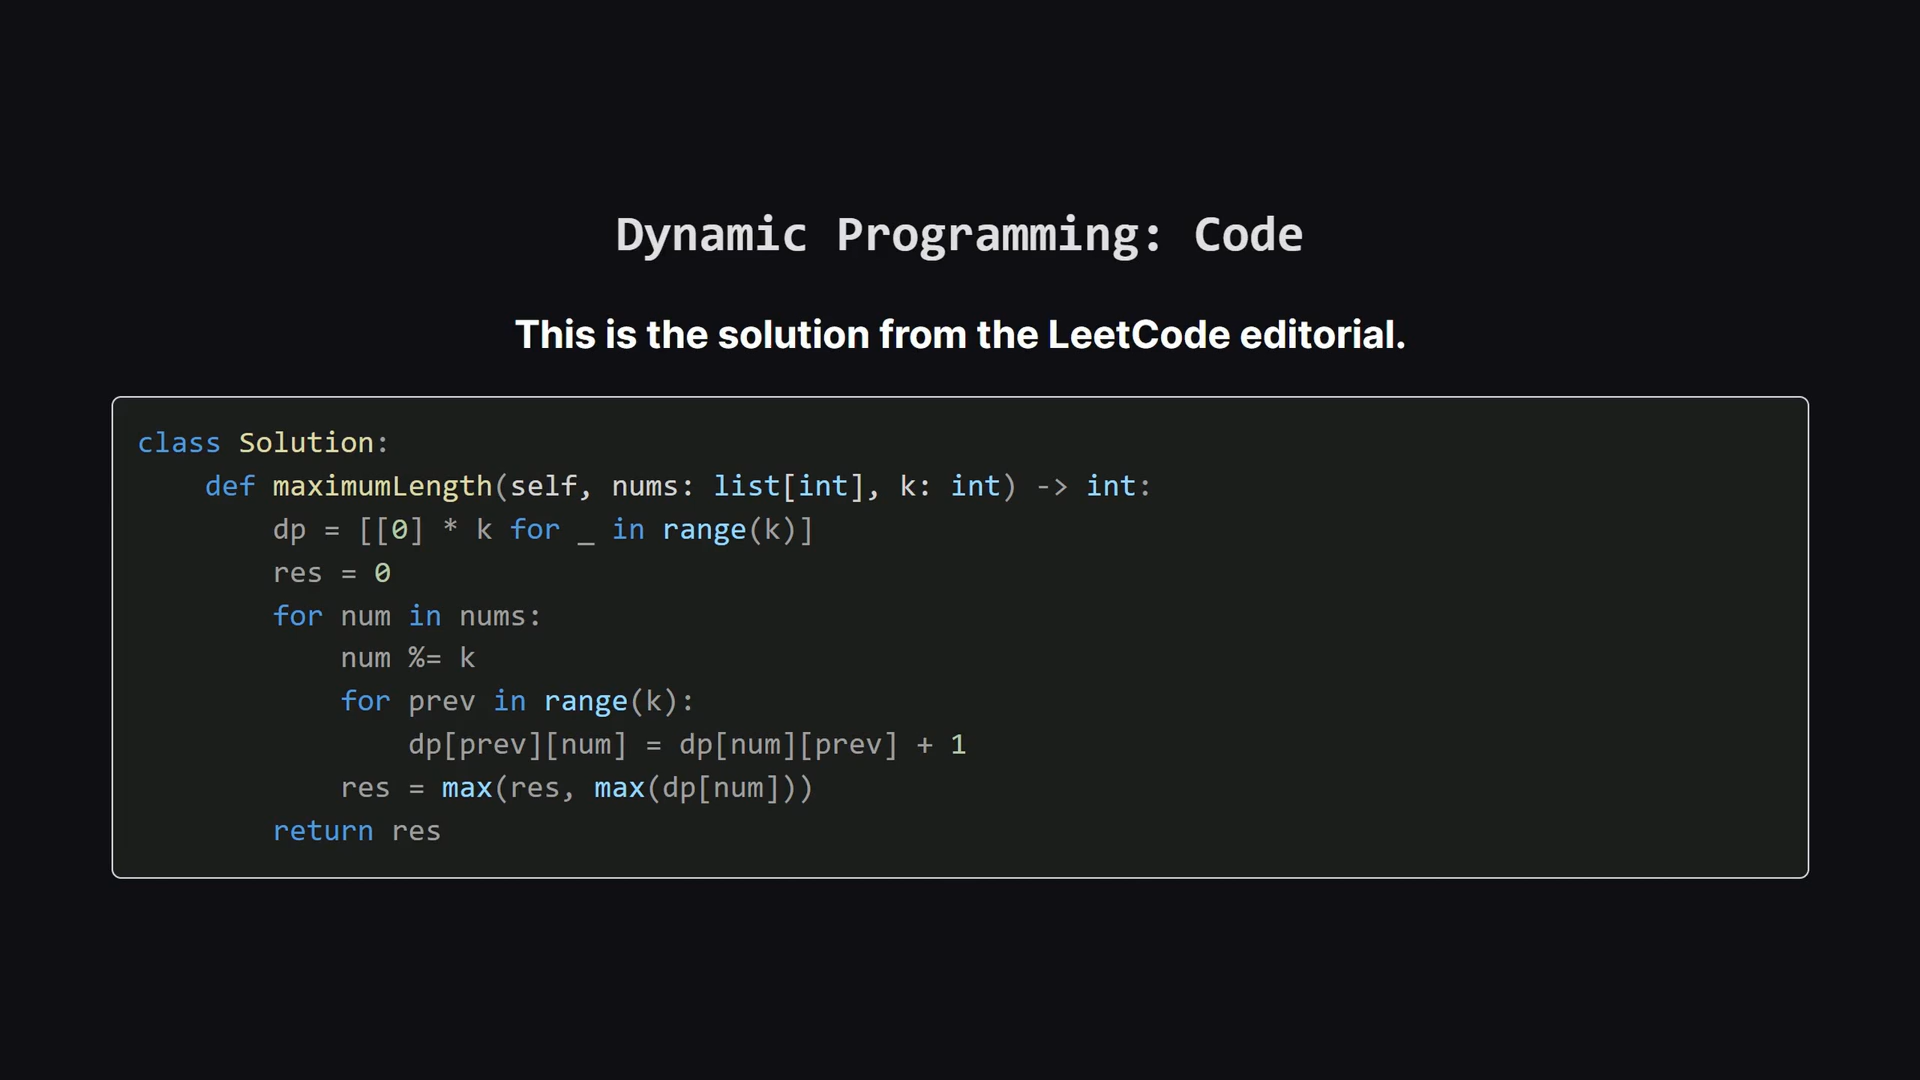 Dynamic Programming: Code
This is the solution from the LeetCode editorial.
class Solution:
    def maximumLength(self, nums: list[int], k: int) -> int:
        dp = [[0] * k for _ in range(k)]
        res = 0
        for num in nums:
            num %= k
            for prev in range(k):
                dp[prev][num] = dp[num][prev] + 1
            res = max(res, max(dp[num]))
        return res